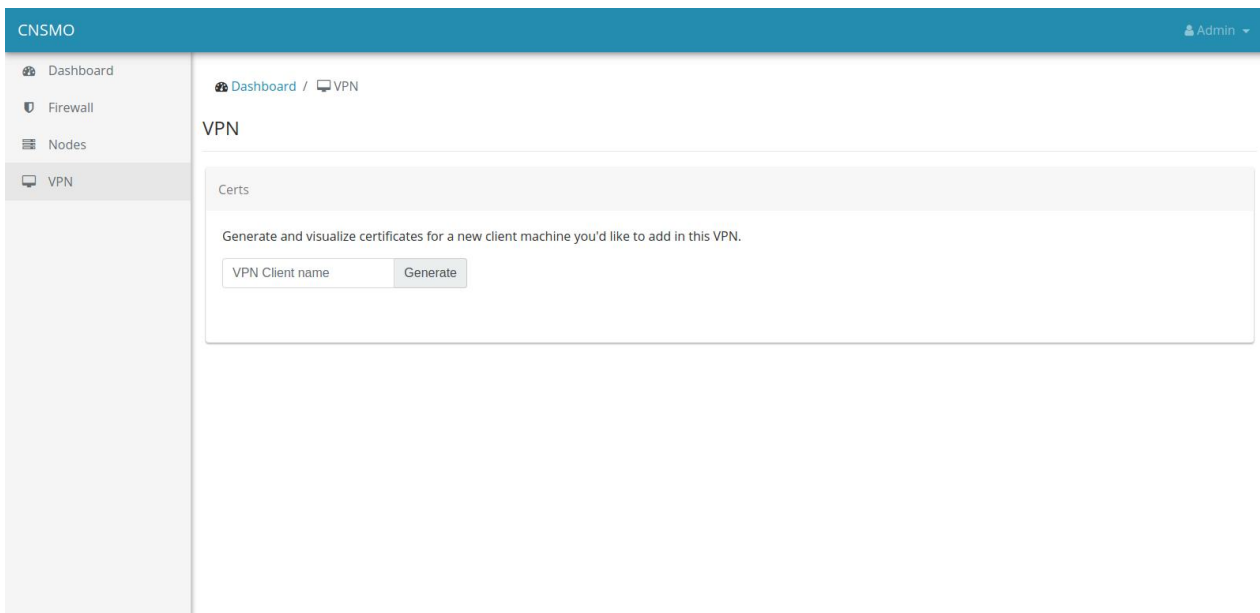 CNSMO
Admin
Dashboard
Firewall
Nodes
VPN
Dashboard / VPN
VPN
Certs
Generate and visualize certificates for a new client machine you'd like to add in this VPN.
VPN Client name Generate